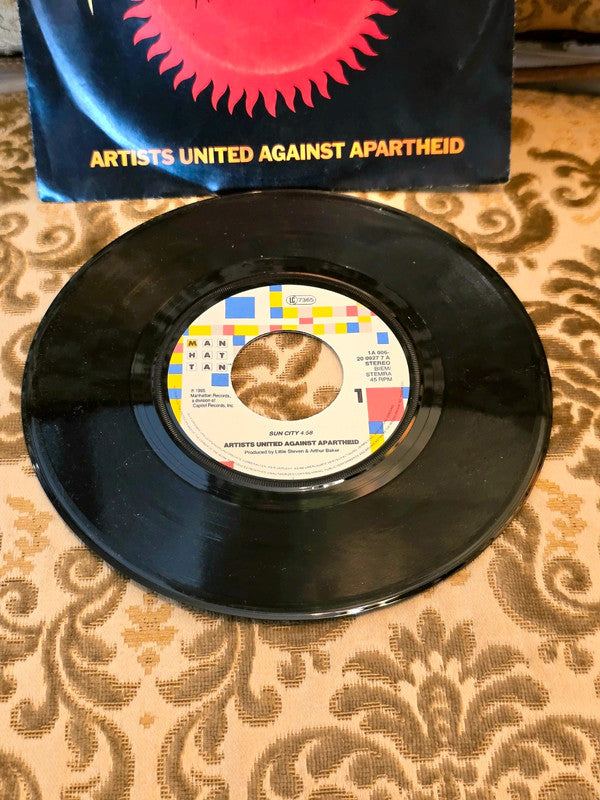 ARTISTS UNITED AGAINST APARTHEID
LC 7365
MAN
HAT
TAN
1A 006-
20 0927 7 A
STEREO
BIEM/
STEMRA
45 RPM
℗ 1985
Manhattan Records,
a division of
Capitol Records, Inc.
1
SUN CITY 4:58
ARTISTS UNITED AGAINST APARTHEID
Produced by Little Steven & Arthur Baker